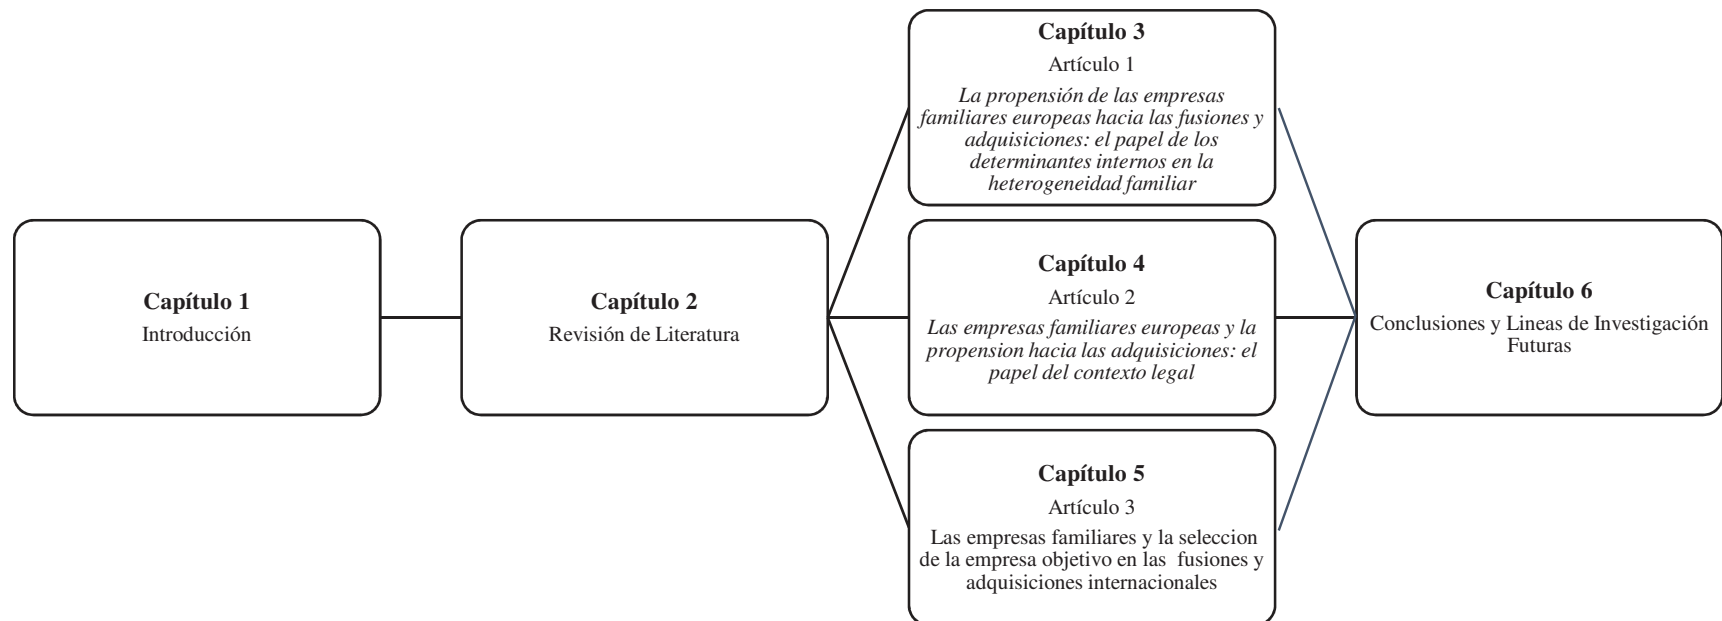 Capítulo 1
Introducción
Capítulo 2
Revisión de Literatura
Capítulo 3
Artículo 1
La propensión de las empresas
familiares europeas hacia las fusiones y
adquisiciones: el papel de los
determinantes internos en la
heterogeneidad familiar
Capítulo 4
Artículo 2
Las empresas familiares europeas y la
propension hacia las adquisiciones: el
papel del contexto legal
Capítulo 5
Artículo 3
Las empresas familiares y la seleccion
de la empresa objetivo en las fusiones y
adquisiciones internacionales
Capítulo 6
Conclusiones y Lineas de Investigación
Futuras